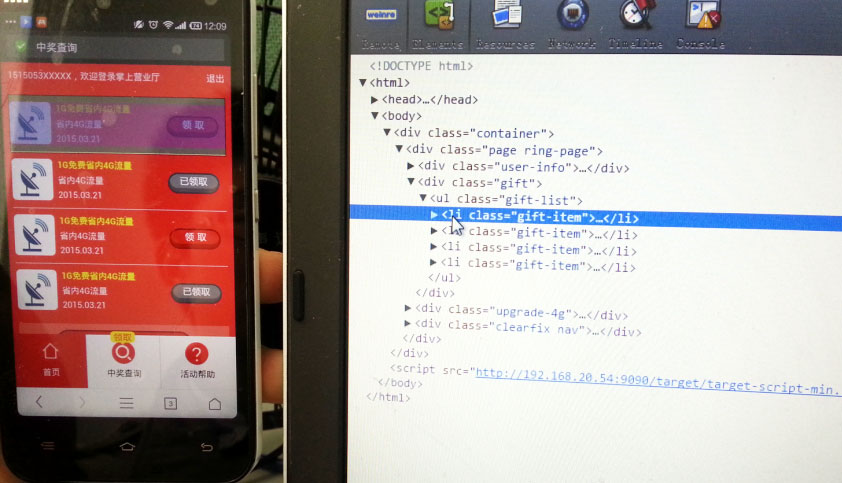 12:09
中奖查询
1515053XXXXX，欢迎登录掌上营业厅 退出
1G免费省内4G流量
省内4G流量
领 取
2015.03.21
1G免费省内4G流量
省内4G流量
已领取
2015.03.21
1G免费省内4G流量
省内4G流量
领 取
2015.03.21
1G免费省内4G流量
省内4G流量
已领取
2015.03.21
领取
首页 中奖查询 活动帮助
3
weinre
Remote Elements Resources Network Timeline Console
<!DOCTYPE html>
▼<html>
▶<head>…</head>
▼<body>
▼<div class="container">
▼<div class="page ring-page">
▶<div class="user-info">…</div>
▼<div class="gift">
▼<ul class="gift-list">
▶<li class="gift-item">…</li>
▶<li class="gift-item">…</li>
▶<li class="gift-item">…</li>
▶<li class="gift-item">…</li>
</ul>
</div>
▶<div class="upgrade-4g">…</div>
▶<div class="clearfix nav">…</div>
</div>
</div>
<script src="http://192.168.20.54:9090/target/target-script-min.
</body>
</html>